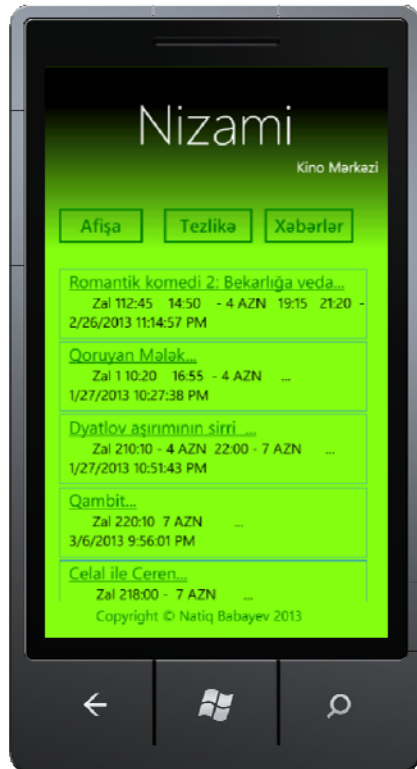 Nizami
Kino Mərkəzi
Afişa Tezlikə Xəbərlər
Romantik komedi 2: Bekarlığa veda...
Zal 112:45 14:50 - 4 AZN 19:15 21:20 -
2/26/2013 11:14:57 PM
Qoruyan Mələk...
Zal 1 10:20 16:55 - 4 AZN ...
1/27/2013 10:27:38 PM
Dyatlov aşırımının sirri ...
Zal 210:10 - 4 AZN 22:00 - 7 AZN ...
1/27/2013 10:51:43 PM
Qambit...
Zal 220:10 7 AZN ...
3/6/2013 9:56:01 PM
Celal ile Ceren...
Zal 218:00 - 7 AZN ...
Copyright © Natiq Babayev 2013